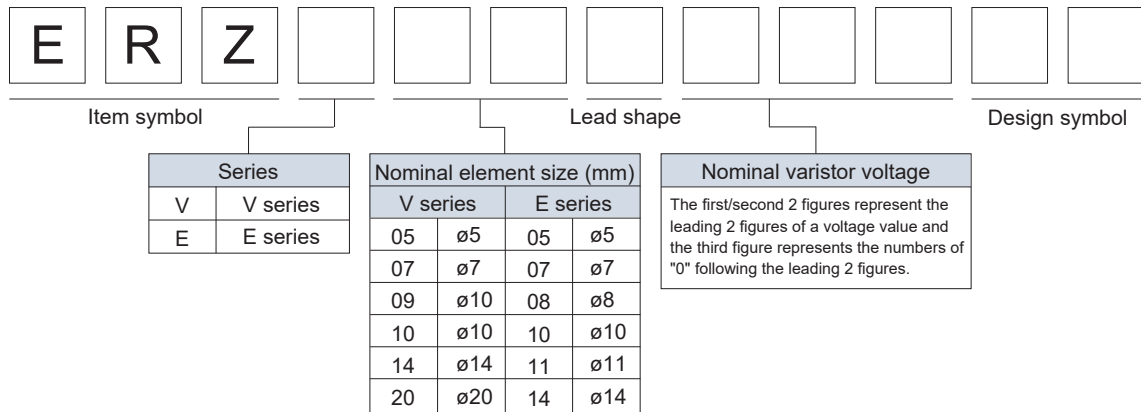 E R Z
Item symbol Lead shape Design symbol
Series
V V series
E E series
Nominal element size (mm)
V series E series
05 ø5 05 ø5
07 ø7 07 ø7
09 ø10 08 ø8
10 ø10 10 ø10
14 ø14 11 ø11
20 ø20 14 ø14
Nominal varistor voltage
The first/second 2 figures represent the
leading 2 figures of a voltage value and
the third figure represents the numbers of
"0" following the leading 2 figures.